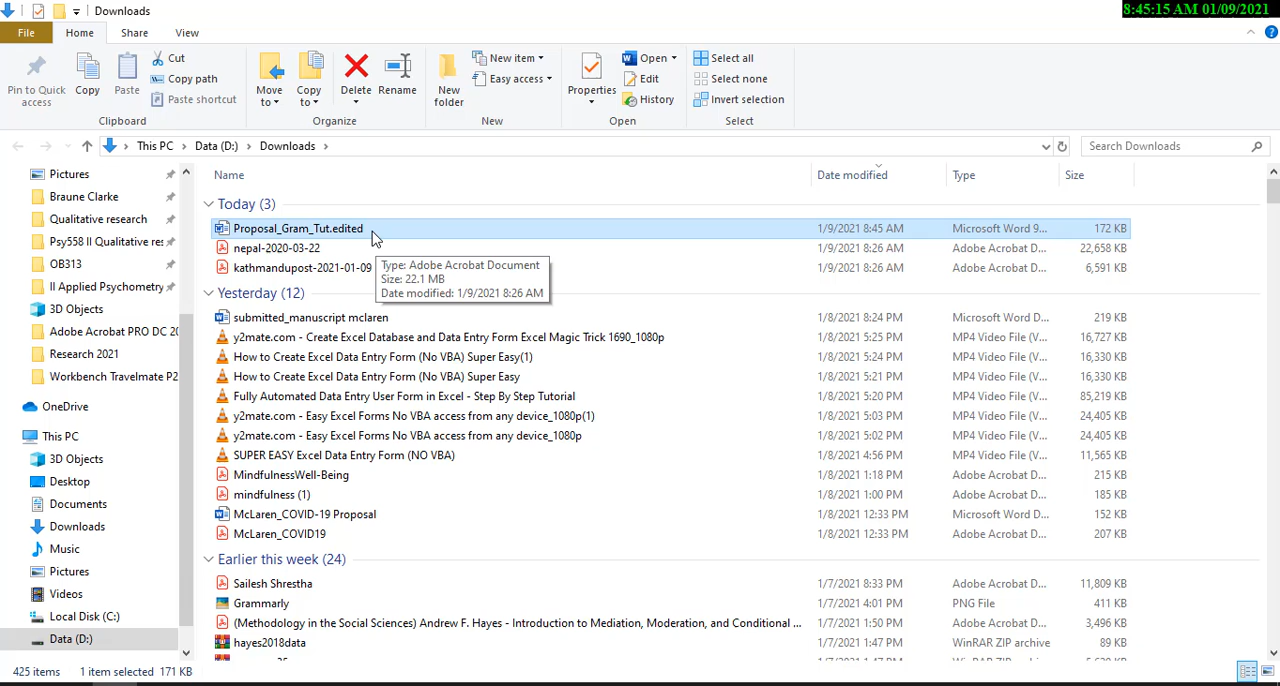 Downloads
8:45:15 AM 01/09/2021
File Home Share View
Pin to Quick access
Copy
Paste
Cut
Copy path
Paste shortcut
Move to
Copy to
Delete
Rename
New folder
New item
Easy access
Properties
Open
Edit
History
Select all
Select none
Invert selection
Clipboard Organize New Open Select
This PC Data (D:) Downloads
Search Downloads
Name Date modified Type Size
Pictures
Braune Clarke
Qualitative research
Psy558 II Qualitative res
OB313
II Applied Psychometry
3D Objects
Adobe Acrobat PRO DC 20
Research 2021
Workbench Travelmate P2
OneDrive
This PC
3D Objects
Desktop
Documents
Downloads
Music
Pictures
Videos
Local Disk (C:)
Data (D:)
Today (3)
Proposal_Gram_Tut.edited 1/9/2021 8:45 AM Microsoft Word 9... 172 KB
nepal-2020-03-22 1/9/2021 8:26 AM Adobe Acrobat D... 22,658 KB
kathmandupost-2021-01-09 1/9/2021 8:26 AM Adobe Acrobat D... 6,591 KB
Type: Adobe Acrobat Document
Size: 22.1 MB
Date modified: 1/9/2021 8:26 AM
Yesterday (12)
submitted_manuscript mclaren 1/8/2021 8:24 PM Microsoft Word D... 219 KB
y2mate.com - Create Excel Database and Data Entry Form Excel Magic Trick 1690_1080p 1/8/2021 5:25 PM MP4 Video File (V... 16,727 KB
How to Create Excel Data Entry Form (No VBA) Super Easy(1) 1/8/2021 5:24 PM MP4 Video File (V... 16,330 KB
How to Create Excel Data Entry Form (No VBA) Super Easy 1/8/2021 5:21 PM MP4 Video File (V... 16,330 KB
Fully Automated Data Entry User Form in Excel - Step By Step Tutorial 1/8/2021 5:20 PM MP4 Video File (V... 85,219 KB
y2mate.com - Easy Excel Forms No VBA access from any device_1080p(1) 1/8/2021 5:03 PM MP4 Video File (V... 24,405 KB
y2mate.com - Easy Excel Forms No VBA access from any device_1080p 1/8/2021 5:02 PM MP4 Video File (V... 24,405 KB
SUPER EASY Excel Data Entry Form (NO VBA) 1/8/2021 4:56 PM MP4 Video File (V... 11,565 KB
MindfulnessWell-Being 1/8/2021 1:18 PM Adobe Acrobat D... 215 KB
mindfulness (1) 1/8/2021 1:00 PM Adobe Acrobat D... 185 KB
McLaren_COVID-19 Proposal 1/8/2021 12:33 PM Microsoft Word D... 152 KB
McLaren_COVID19 1/8/2021 12:33 PM Adobe Acrobat D... 207 KB
Earlier this week (24)
Sailesh Shrestha 1/7/2021 8:33 PM Adobe Acrobat D... 11,809 KB
Grammarly 1/7/2021 4:01 PM PNG File 411 KB
(Methodology in the Social Sciences) Andrew F. Hayes - Introduction to Mediation, Moderation, and Conditional ... 1/7/2021 1:50 PM Adobe Acrobat D... 3,496 KB
hayes2018data 1/7/2021 1:47 PM WinRAR ZIP archive 89 KB
425 items 1 item selected 171 KB